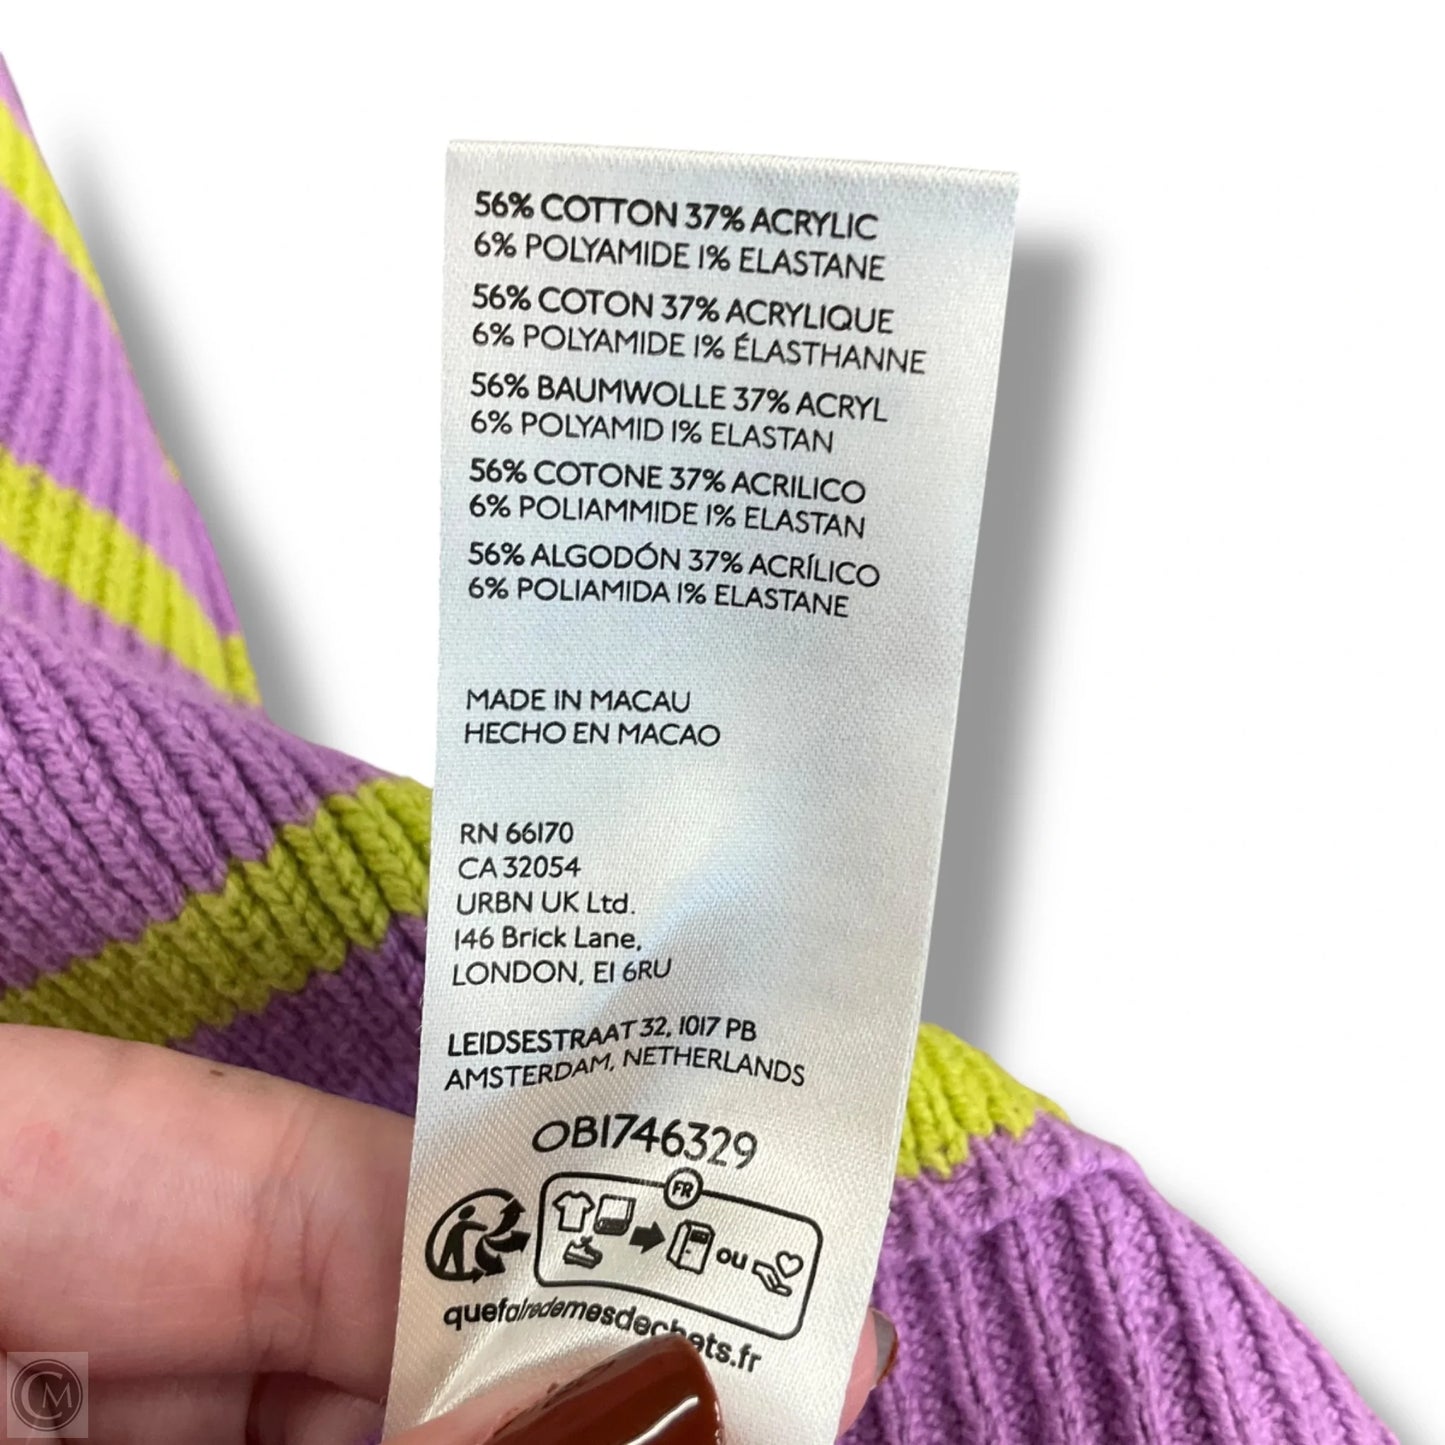 56% COTTON 37% ACRYLIC
6% POLYAMIDE 1% ELASTANE
56% COTON 37% ACRYLIQUE
6% POLYAMIDE 1% ÉLASTHANNE
56% BAUMWOLLE 37% ACRYL
6% POLYAMID 1% ELASTAN
56% COTONE 37% ACRILICO
6% POLIAMMIDE 1% ELASTAN
56% ALGODÓN 37% ACRÍLICO
6% POLIAMIDA 1% ELASTANE
MADE IN MACAU
HECHO EN MACAO
RN 66170
CA 32054
URBN UK Ltd.
146 Brick Lane,
LONDON, E1 6RU
LEIDSESTRAAT 32, 1017 PB
AMSTERDAM, NETHERLANDS
OB1746329
FR
ou
quefairedemesdechets.fr
CM